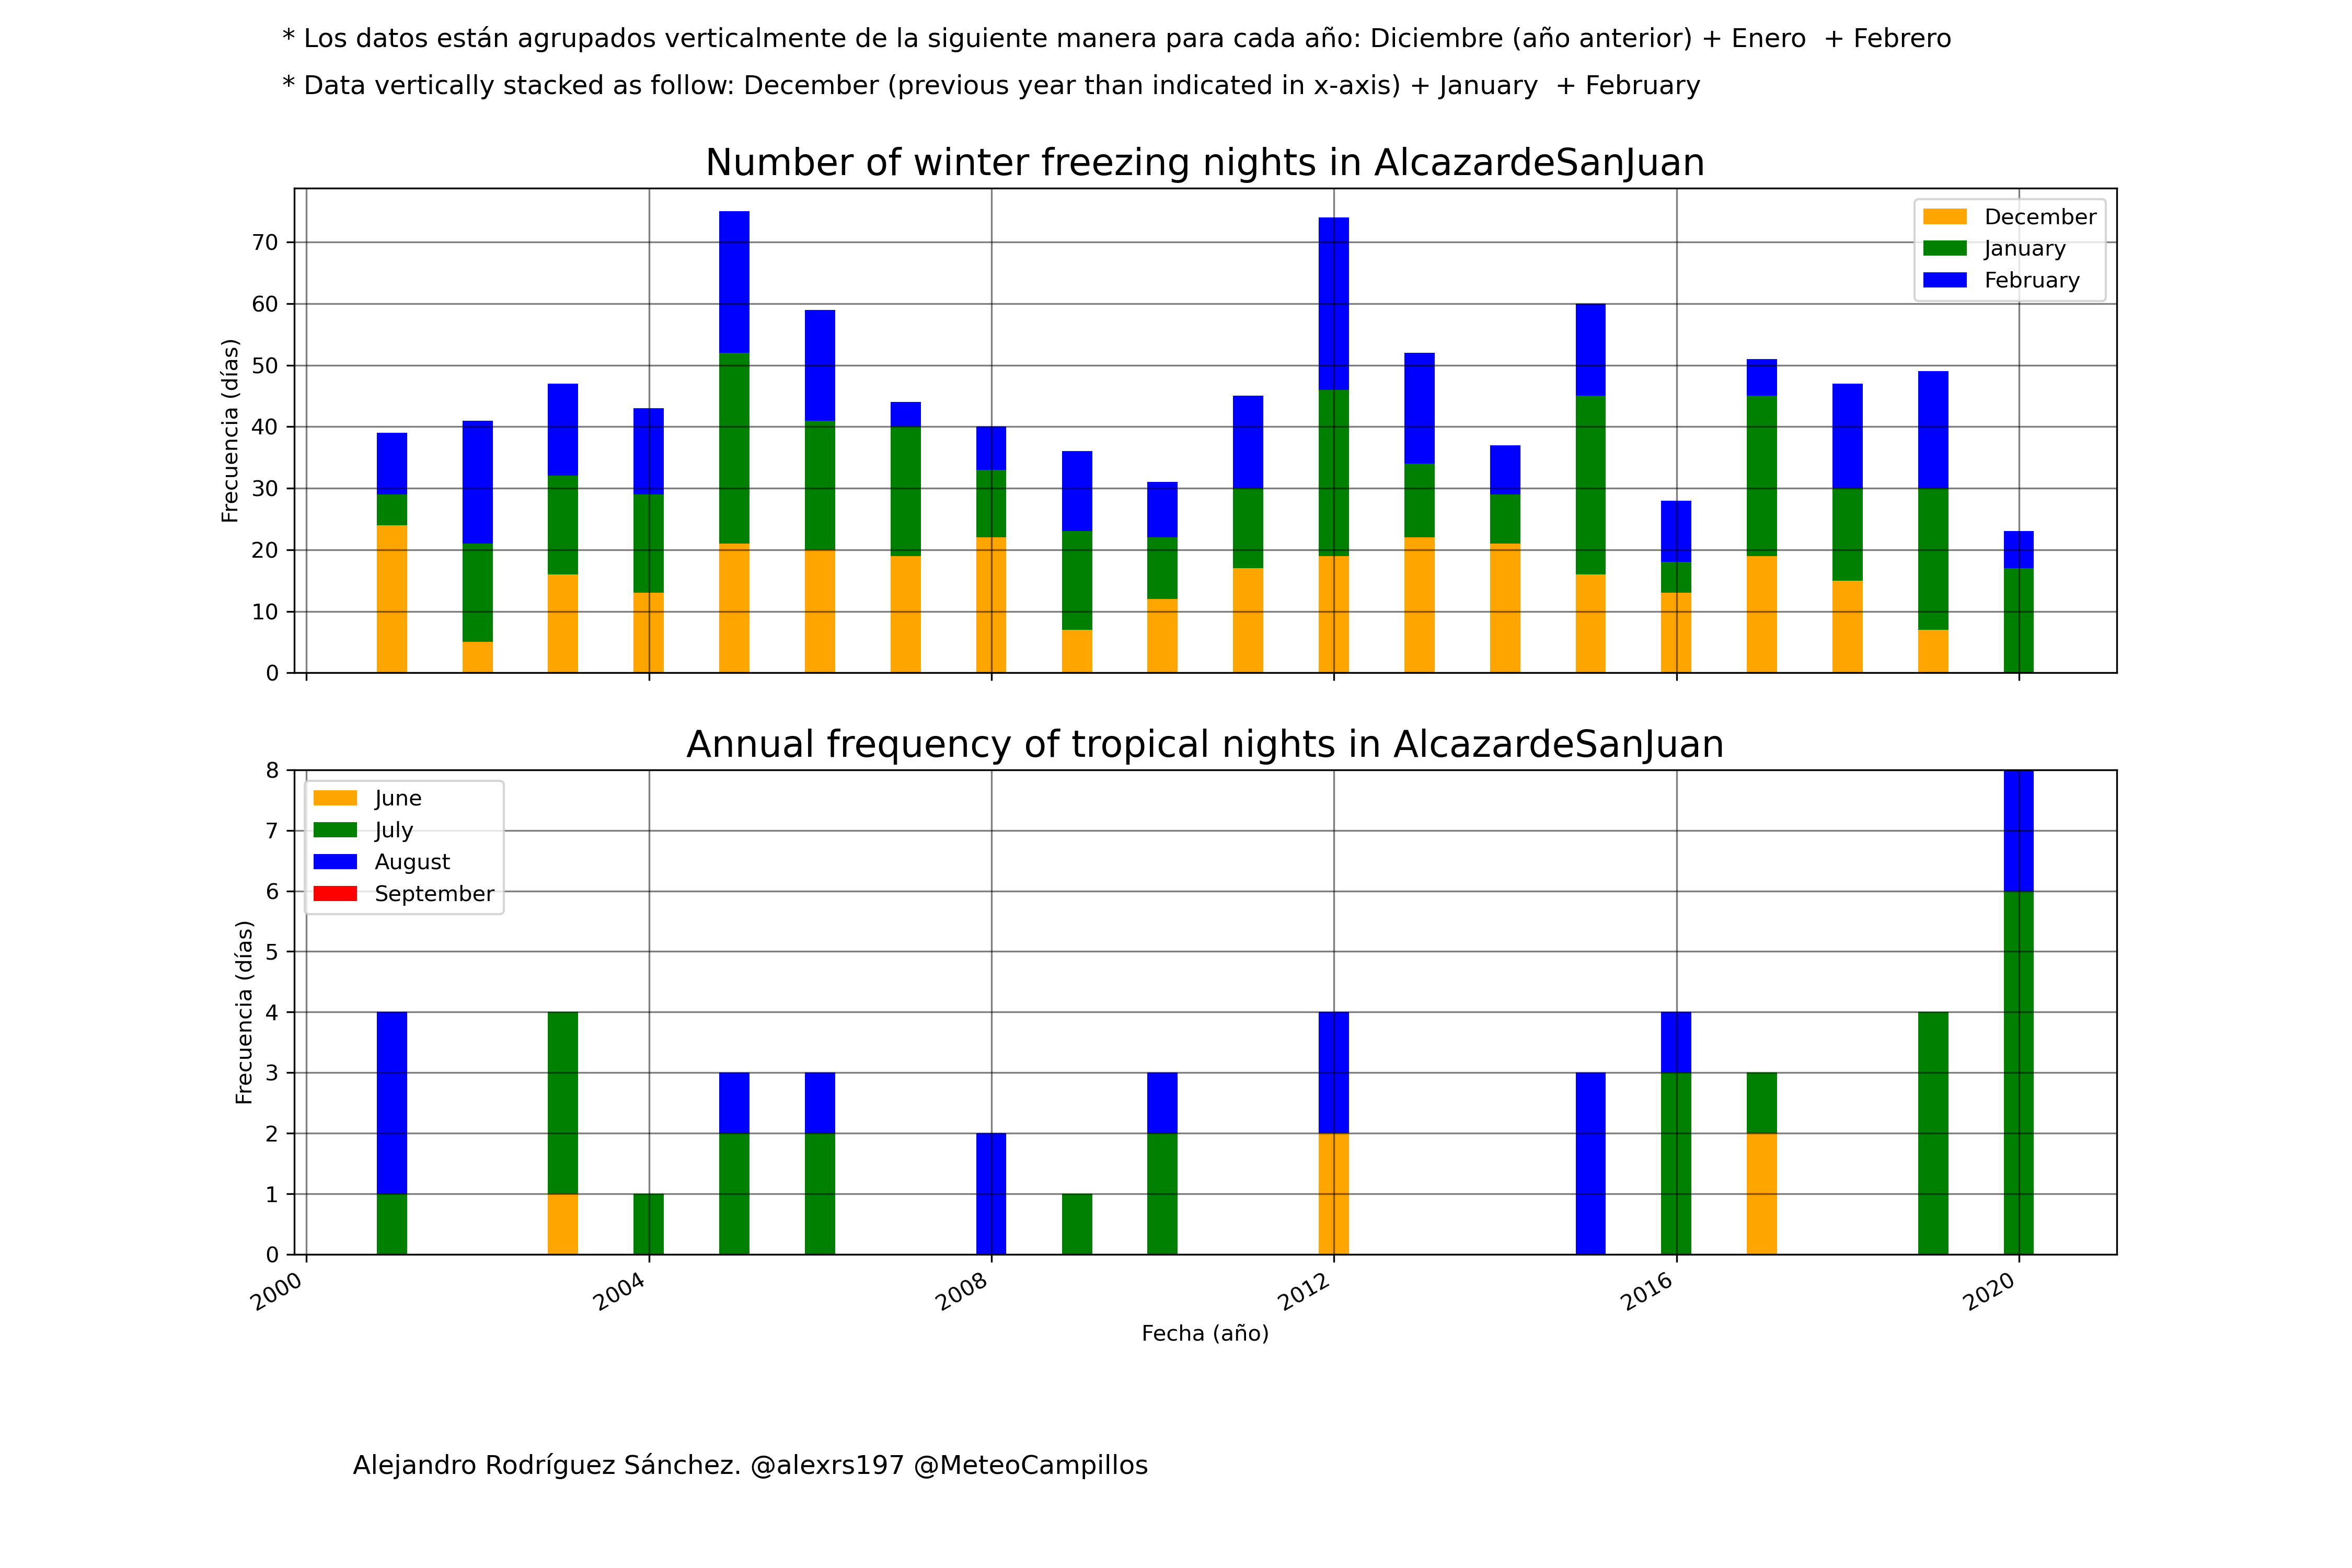 * Los datos están agrupados verticalmente de la siguiente manera para cada año: Diciembre (año anterior) + Enero  + Febrero
* Data vertically stacked as follow: December (previous year than indicated in x-axis) + January  + February
Number of winter freezing nights in AlcazardeSanJuan
70
60
50
40
30
20
10
0
Frecuencia (días)
December
January
February
Annual frequency of tropical nights in AlcazardeSanJuan
8
7
6
5
4
3
2
1
0
Frecuencia (días)
June
July
August
September
2000
2004
2008
2012
2016
2020
Fecha (año)
Alejandro Rodríguez Sánchez. @alexrs197 @MeteoCampillos